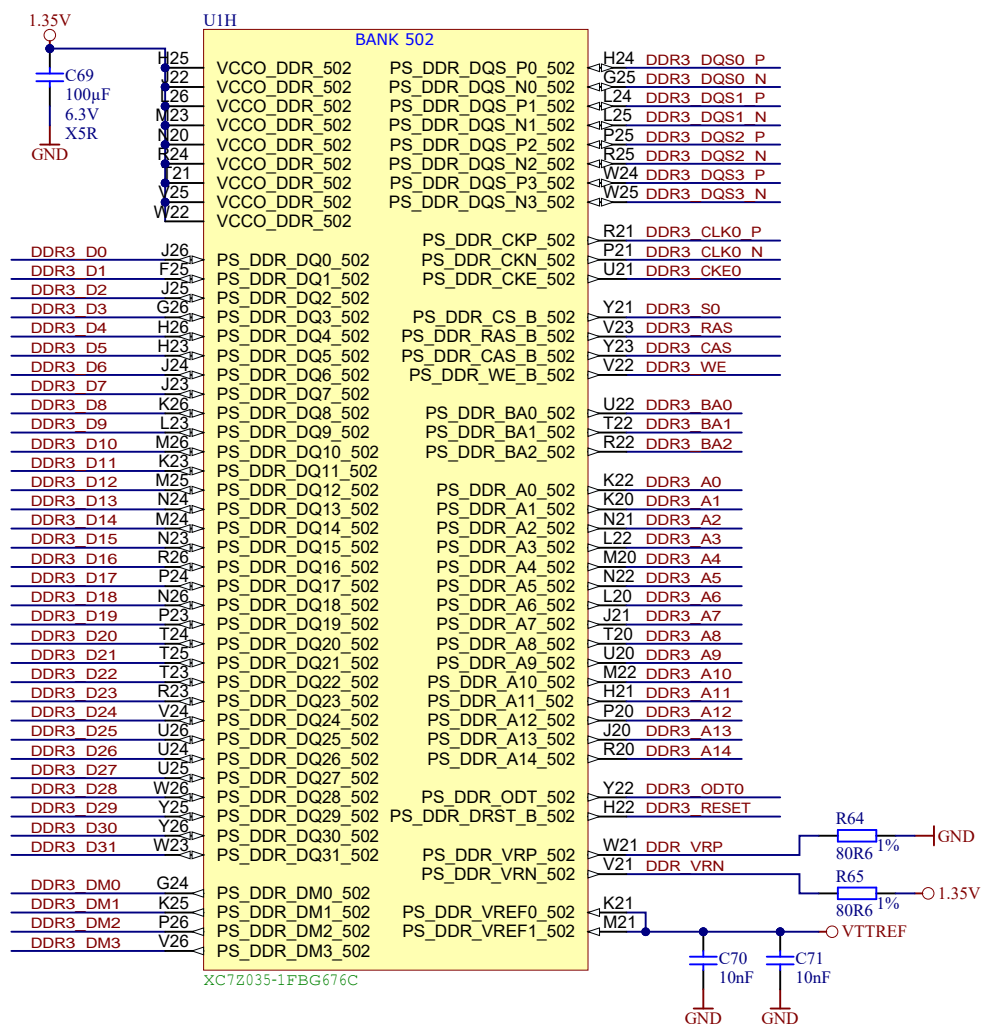 1.35V
U1H
BANK 502
C69
100µF
6.3V
X5R
GND
H25 VCCO_DDR_502
J22 VCCO_DDR_502
L26 VCCO_DDR_502
M23 VCCO_DDR_502
N20 VCCO_DDR_502
R24 VCCO_DDR_502
T21 VCCO_DDR_502
V25 VCCO_DDR_502
W22 VCCO_DDR_502
PS_DDR_DQS_P0_502 H24 DDR3_DQS0_P
PS_DDR_DQS_N0_502 G25 DDR3_DQS0_N
PS_DDR_DQS_P1_502 L24 DDR3_DQS1_P
PS_DDR_DQS_N1_502 L25 DDR3_DQS1_N
PS_DDR_DQS_P2_502 P25 DDR3_DQS2_P
PS_DDR_DQS_N2_502 R25 DDR3_DQS2_N
PS_DDR_DQS_P3_502 W24 DDR3_DQS3_P
PS_DDR_DQS_N3_502 W25 DDR3_DQS3_N
PS_DDR_CKP_502 R21 DDR3_CLK0_P
PS_DDR_CKN_502 P21 DDR3_CLK0_N
PS_DDR_CKE_502 U21 DDR3_CKE0
PS_DDR_CS_B_502 Y21 DDR3_S0
PS_DDR_RAS_B_502 V23 DDR3_RAS
PS_DDR_CAS_B_502 Y23 DDR3_CAS
PS_DDR_WE_B_502 V22 DDR3_WE
PS_DDR_BA0_502 U22 DDR3_BA0
PS_DDR_BA1_502 T22 DDR3_BA1
PS_DDR_BA2_502 R22 DDR3_BA2
PS_DDR_A0_502 K22 DDR3_A0
PS_DDR_A1_502 K20 DDR3_A1
PS_DDR_A2_502 N21 DDR3_A2
PS_DDR_A3_502 L22 DDR3_A3
PS_DDR_A4_502 M20 DDR3_A4
PS_DDR_A5_502 N22 DDR3_A5
PS_DDR_A6_502 L20 DDR3_A6
PS_DDR_A7_502 J21 DDR3_A7
PS_DDR_A8_502 T20 DDR3_A8
PS_DDR_A9_502 U20 DDR3_A9
PS_DDR_A10_502 M22 DDR3_A10
PS_DDR_A11_502 H21 DDR3_A11
PS_DDR_A12_502 P20 DDR3_A12
PS_DDR_A13_502 J20 DDR3_A13
PS_DDR_A14_502 R20 DDR3_A14
PS_DDR_ODT_502 Y22 DDR3_ODT0
PS_DDR_DRST_B_502 H22 DDR3_RESET
PS_DDR_VRP_502 W21 DDR_VRP
PS_DDR_VRN_502 V21 DDR_VRN
PS_DDR_VREF0_502 K21
PS_DDR_VREF1_502 M21
DDR3_D0 J26 PS_DDR_DQ0_502
DDR3_D1 F25 PS_DDR_DQ1_502
DDR3_D2 J25 PS_DDR_DQ2_502
DDR3_D3 G26 PS_DDR_DQ3_502
DDR3_D4 H26 PS_DDR_DQ4_502
DDR3_D5 H23 PS_DDR_DQ5_502
DDR3_D6 J24 PS_DDR_DQ6_502
DDR3_D7 J23 PS_DDR_DQ7_502
DDR3_D8 K26 PS_DDR_DQ8_502
DDR3_D9 L23 PS_DDR_DQ9_502
DDR3_D10 M26 PS_DDR_DQ10_502
DDR3_D11 K23 PS_DDR_DQ11_502
DDR3_D12 M25 PS_DDR_DQ12_502
DDR3_D13 N24 PS_DDR_DQ13_502
DDR3_D14 M24 PS_DDR_DQ14_502
DDR3_D15 N23 PS_DDR_DQ15_502
DDR3_D16 R26 PS_DDR_DQ16_502
DDR3_D17 P24 PS_DDR_DQ17_502
DDR3_D18 N26 PS_DDR_DQ18_502
DDR3_D19 P23 PS_DDR_DQ19_502
DDR3_D20 T24 PS_DDR_DQ20_502
DDR3_D21 T25 PS_DDR_DQ21_502
DDR3_D22 T23 PS_DDR_DQ22_502
DDR3_D23 R23 PS_DDR_DQ23_502
DDR3_D24 V24 PS_DDR_DQ24_502
DDR3_D25 U26 PS_DDR_DQ25_502
DDR3_D26 U24 PS_DDR_DQ26_502
DDR3_D27 U25 PS_DDR_DQ27_502
DDR3_D28 W26 PS_DDR_DQ28_502
DDR3_D29 Y25 PS_DDR_DQ29_502
DDR3_D30 Y26 PS_DDR_DQ30_502
DDR3_D31 W23 PS_DDR_DQ31_502
DDR3_DM0 G24 PS_DDR_DM0_502
DDR3_DM1 K25 PS_DDR_DM1_502
DDR3_DM2 P26 PS_DDR_DM2_502
DDR3_DM3 V26 PS_DDR_DM3_502
R64
80R6 1%
GND
R65
80R6 1%
1.35V
VTTREF
C70
10nF
GND
C71
10nF
GND
XC7Z035-1FBG676C